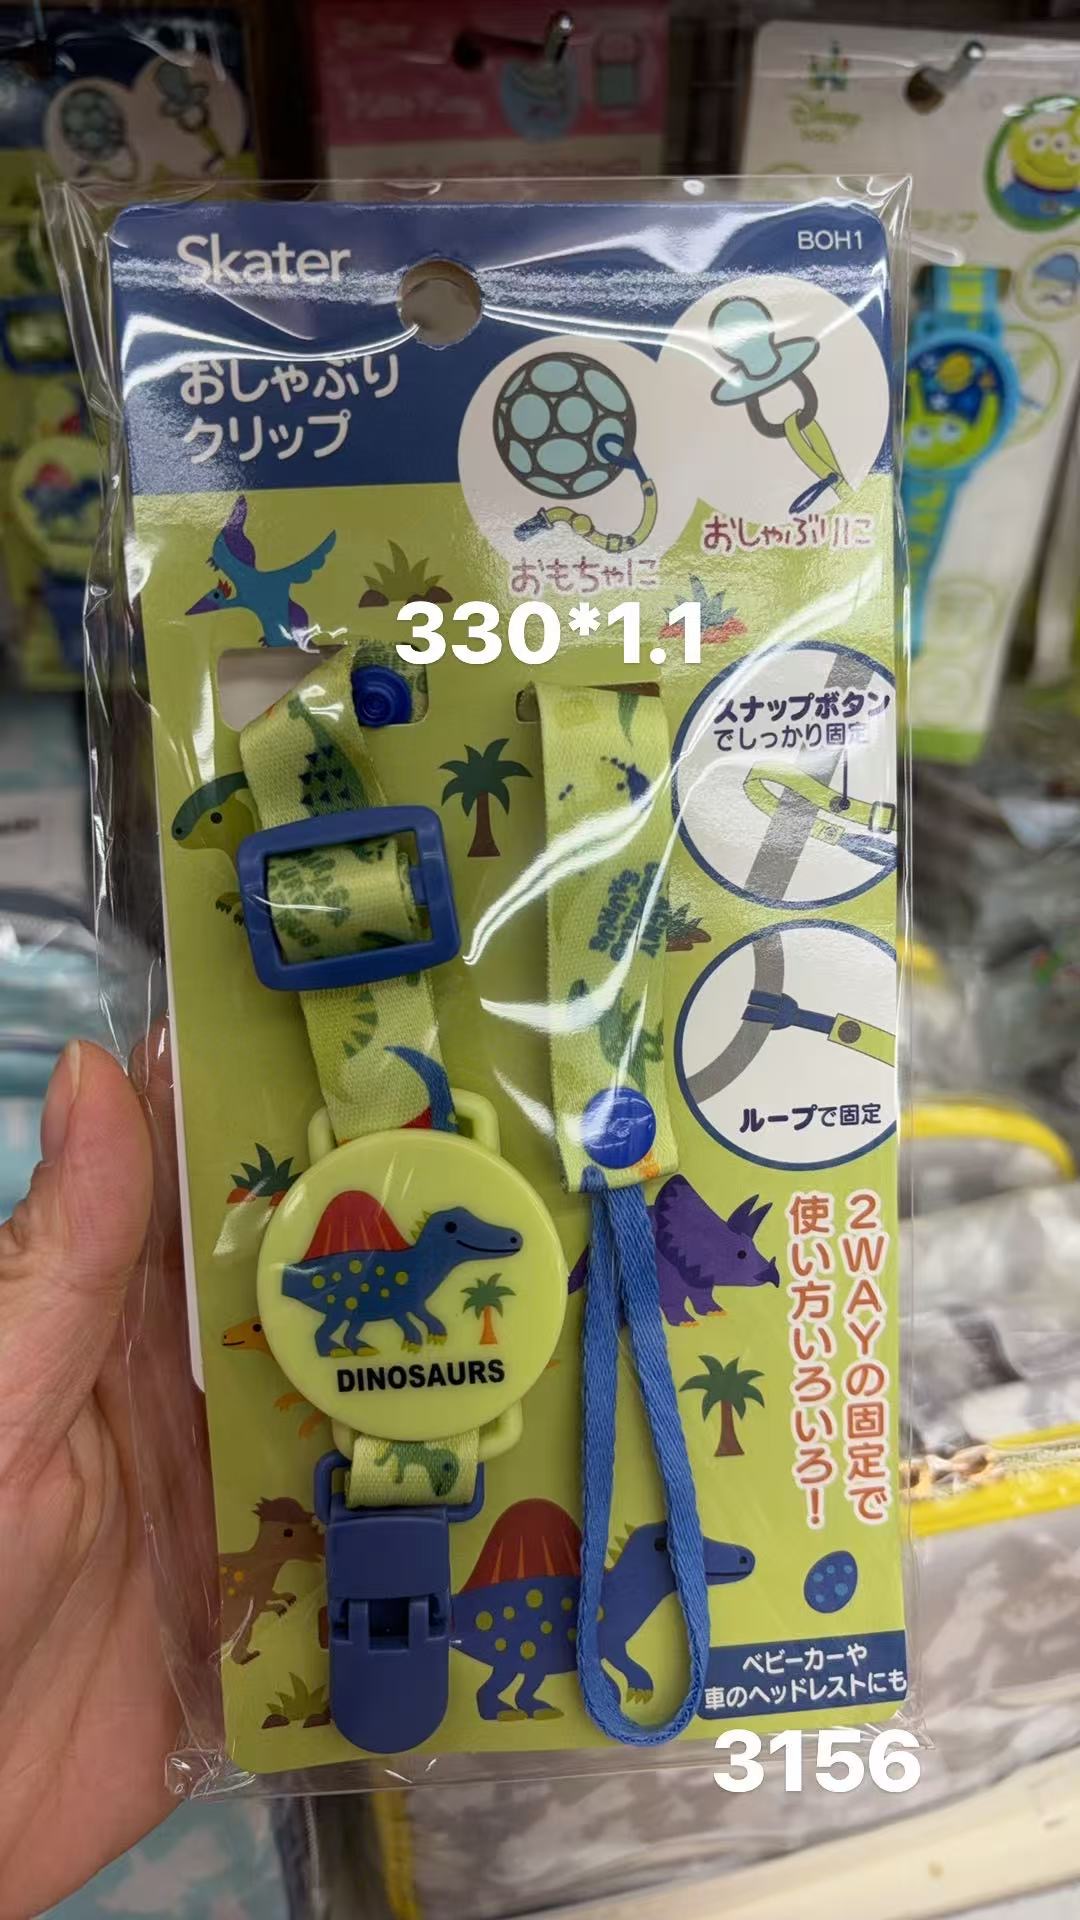 Skater
BOH1
おしゃぶり
クリップ
おもちゃに
おしゃぶりに
330*1.1
スナップボタン
でしっかり固定
ループで固定
2WAYの固定で
使い方いろいろ!
DINOSAURS
ベビーカーや
車のヘッドレストにも
3156
Disney